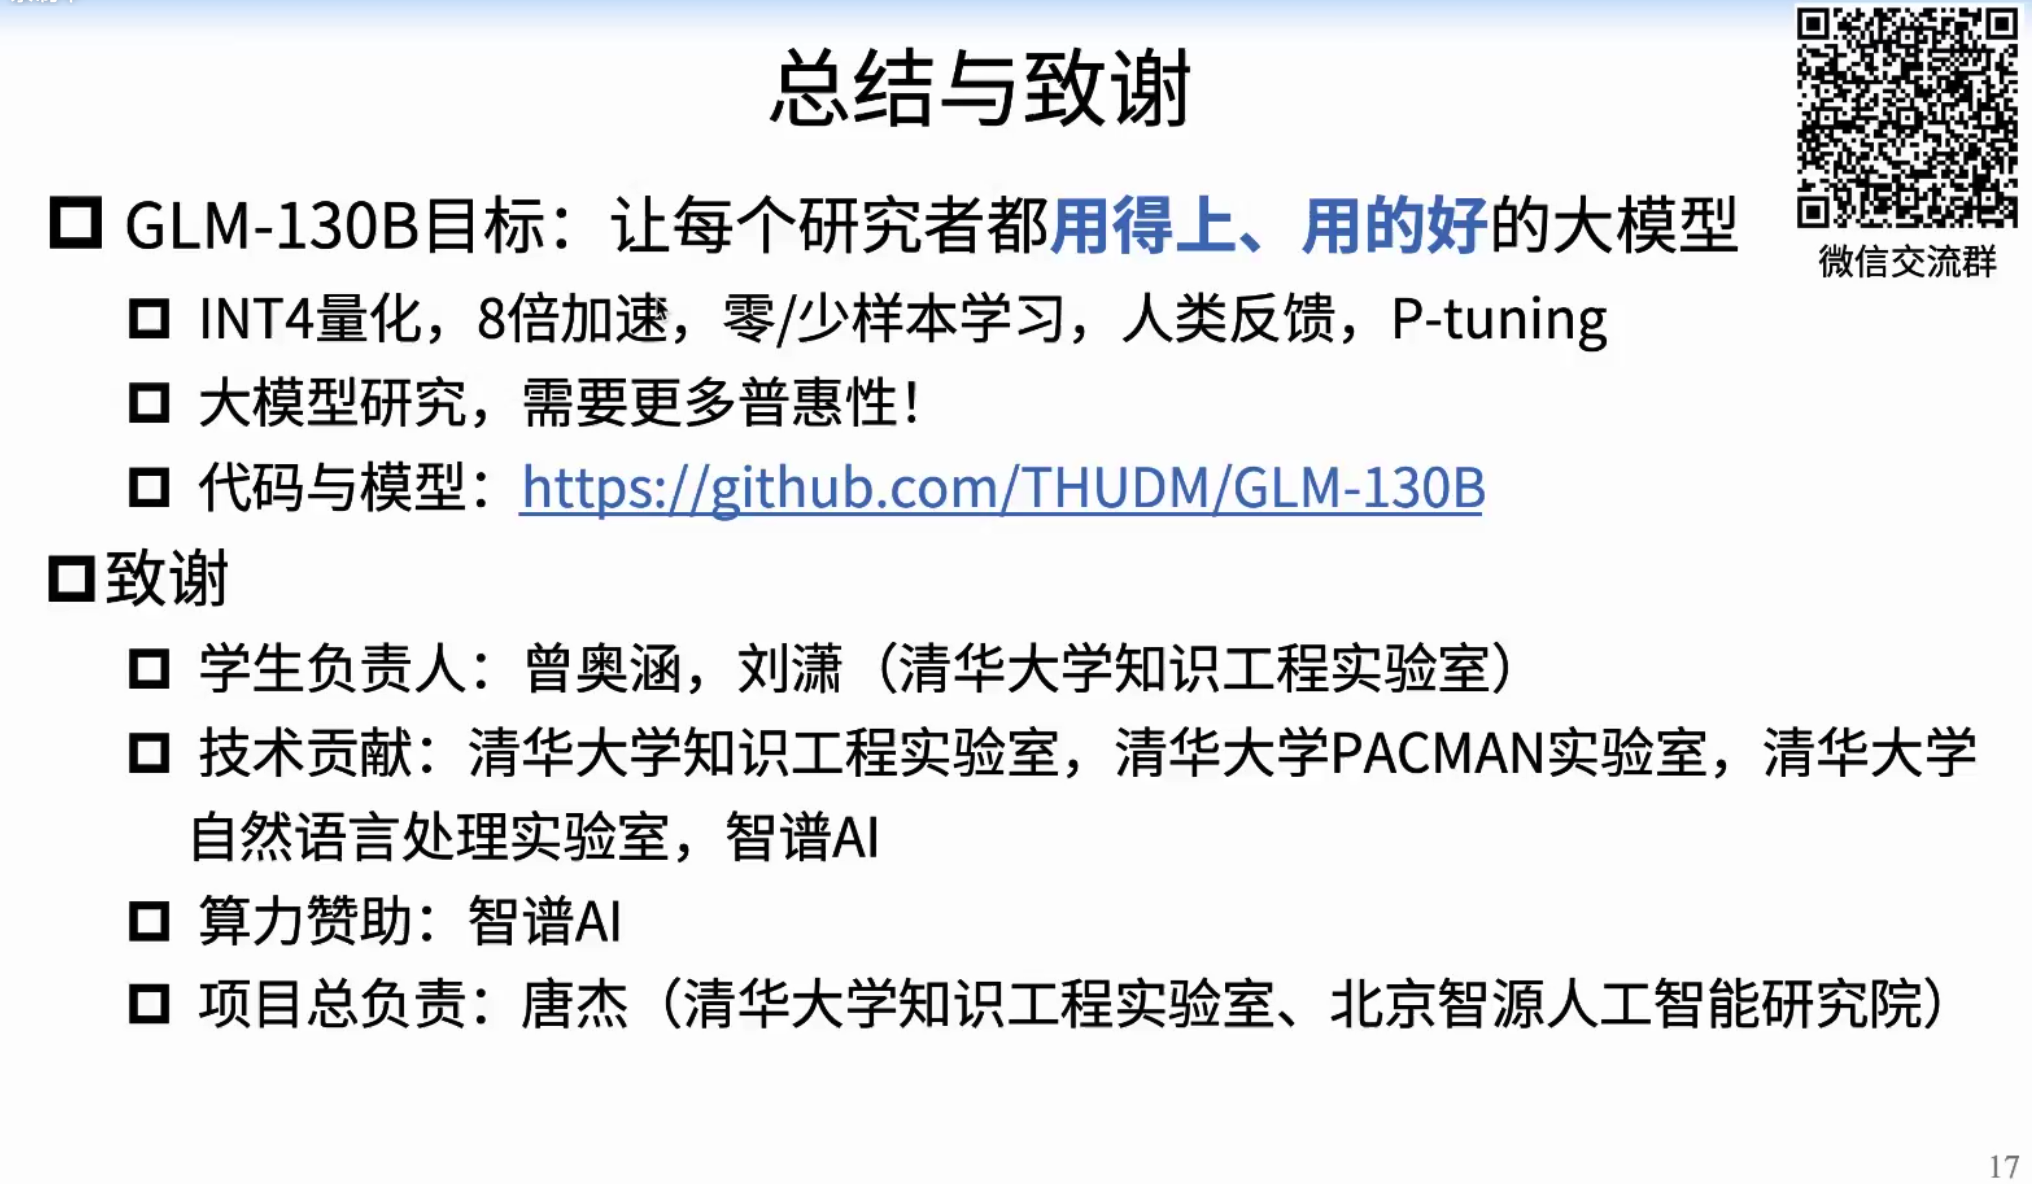 总结与致谢
微信交流群
GLM-130B目标：让每个研究者都用得上、用的好的大模型
INT4量化，8倍加速，零/少样本学习，人类反馈，P-tuning
大模型研究，需要更多普惠性！
代码与模型：https://github.com/THUDM/GLM-130B
致谢
学生负责人：曾奥涵，刘潇（清华大学知识工程实验室）
技术贡献：清华大学知识工程实验室，清华大学PACMAN实验室，清华大学
自然语言处理实验室，智谱AI
算力赞助：智谱AI
项目总负责：唐杰（清华大学知识工程实验室、北京智源人工智能研究院）
17